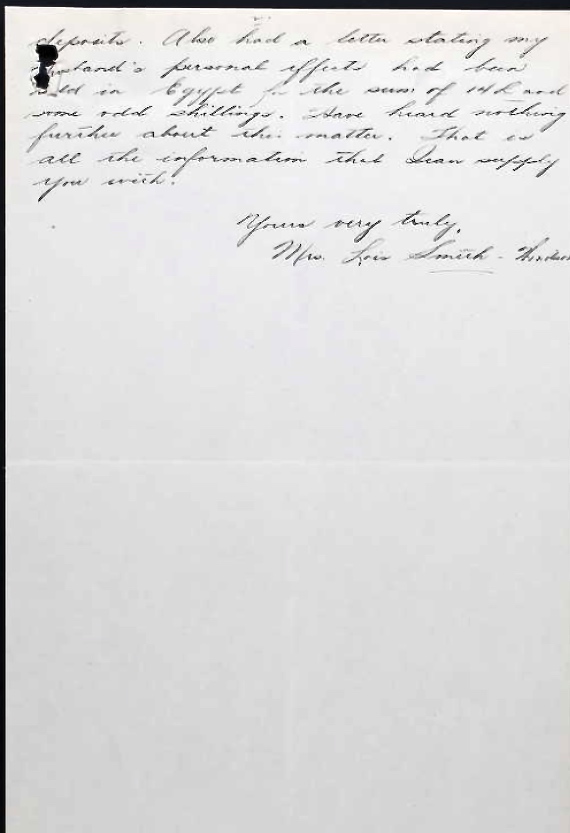 deposits. Also had a letter stating my
husband's personal effects had been
sold in Egypt for the sum of 14£ and
some odd shillings. Have heard nothing
further about this matter. That is
all the information that I can supply
you with.
Yours very truly,
Mrs. Lois Smith -